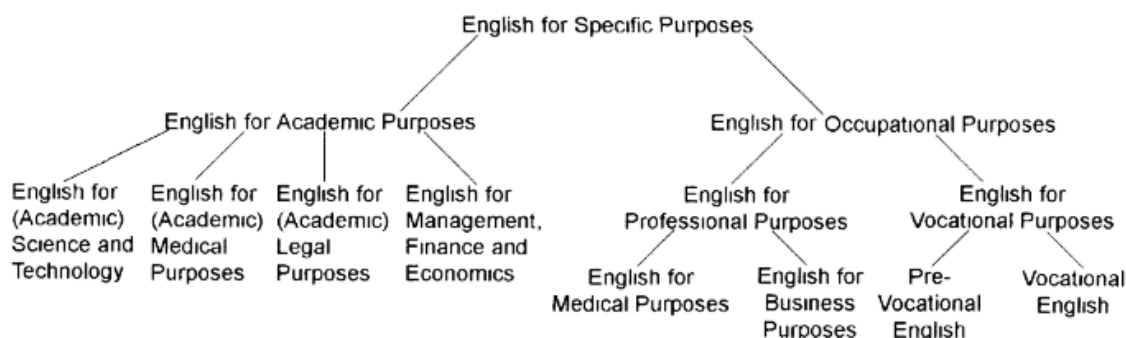 English for Specific Purposes
English for Academic Purposes
English for Occupational Purposes
English for
(Academic)
Science and
Technology
English for
(Academic)
Medical
Purposes
English for
(Academic)
Legal
Purposes
English for
Management,
Finance and
Economics
English for
Professional Purposes
English for
Vocational Purposes
English for
Medical Purposes
English for
Business
Purposes
Pre-
Vocational
English
Vocational
English